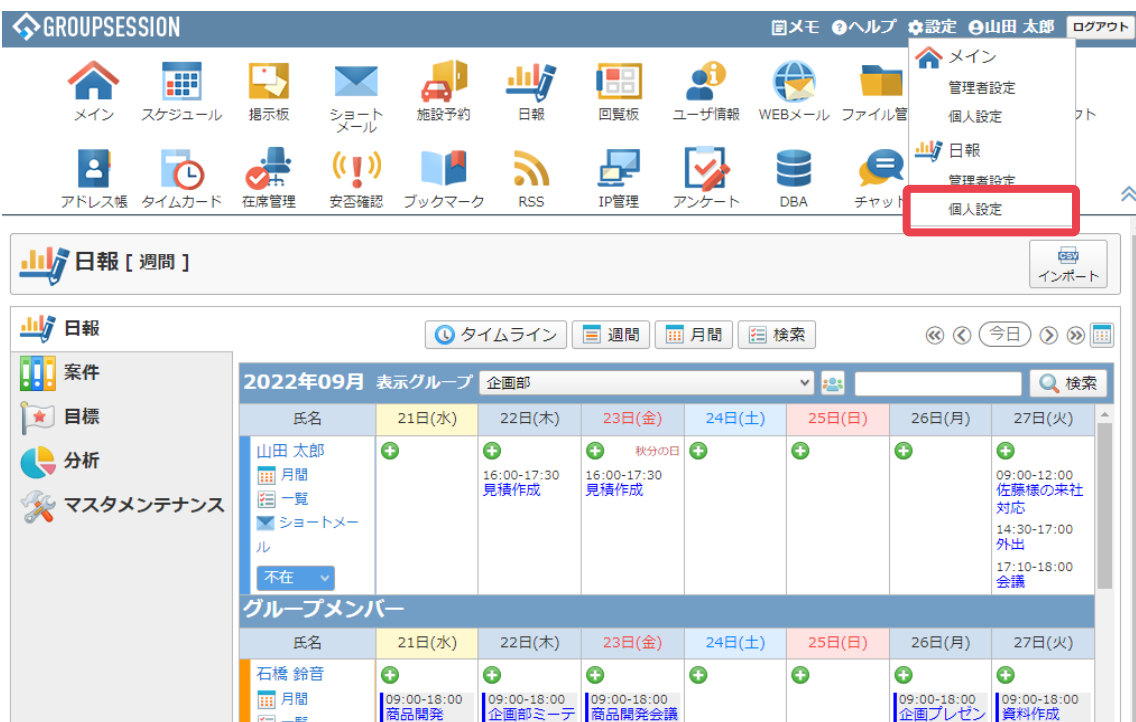 GROUPSESSION
メモ ヘルプ 設定 山田 太郎 ログアウト
メイン
管理者設定
個人設定
日報
管理者設定
個人設定
メイン スケジュール 掲示板 ショートメール 施設予約 日報 回覧板 ユーザ情報 WEBメール ファイル管
アドレス帳 タイムカード 在席管理 安否確認 ブックマーク RSS IP管理 アンケート DBA チャット
日報 [ 週間 ]
CSV
インポート
日報
案件
目標
分析
マスタメンテナンス
タイムライン 週間 月間 検索
今日
2022年09月 表示グループ 企画部 検索
氏名 21日(水) 22日(木) 23日(金) 24日(土) 25日(日) 26日(月) 27日(火)
山田 太郎
月間
一覧
ショートメー
ル
不在
16:00-17:30
見積作成
秋分の日
16:00-17:30
見積作成
09:00-12:00
佐藤様の来社
対応
14:30-17:00
外出
17:10-18:00
会議
グループメンバー
氏名 21日(水) 22日(木) 23日(金) 24日(土) 25日(日) 26日(月) 27日(火)
石橋 鈴音
月間
一覧
09:00-18:00
商品開発
09:00-18:00
企画部ミーテ
09:00-18:00
商品開発会議
09:00-18:00
企画プレゼン
09:00-18:00
資料作成